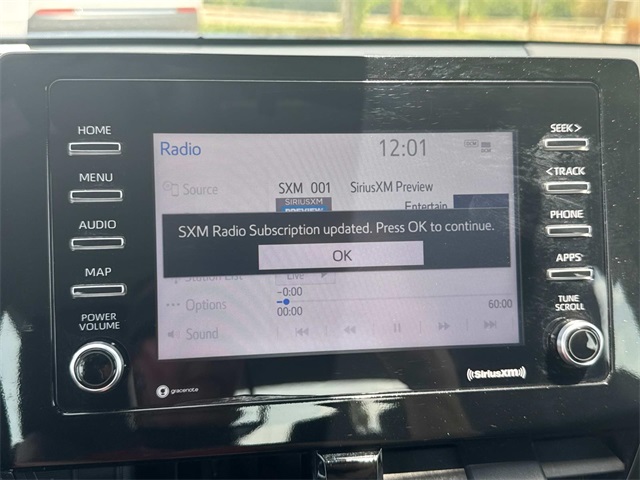 HOME
MENU
AUDIO
MAP
POWER
VOLUME
Radio
12:01
Source
SXM 001 SiriusXM Preview
SIRIUSXM
PREVIEW
Entertain
SXM Radio Subscription updated. Press OK to continue.
OK
Station List
Live
Options
-0:00
00:00
60:00
Sound
SEEK>
<TRACK
PHONE
APPS
TUNE
SCROLL
gracenote
SiriusXM